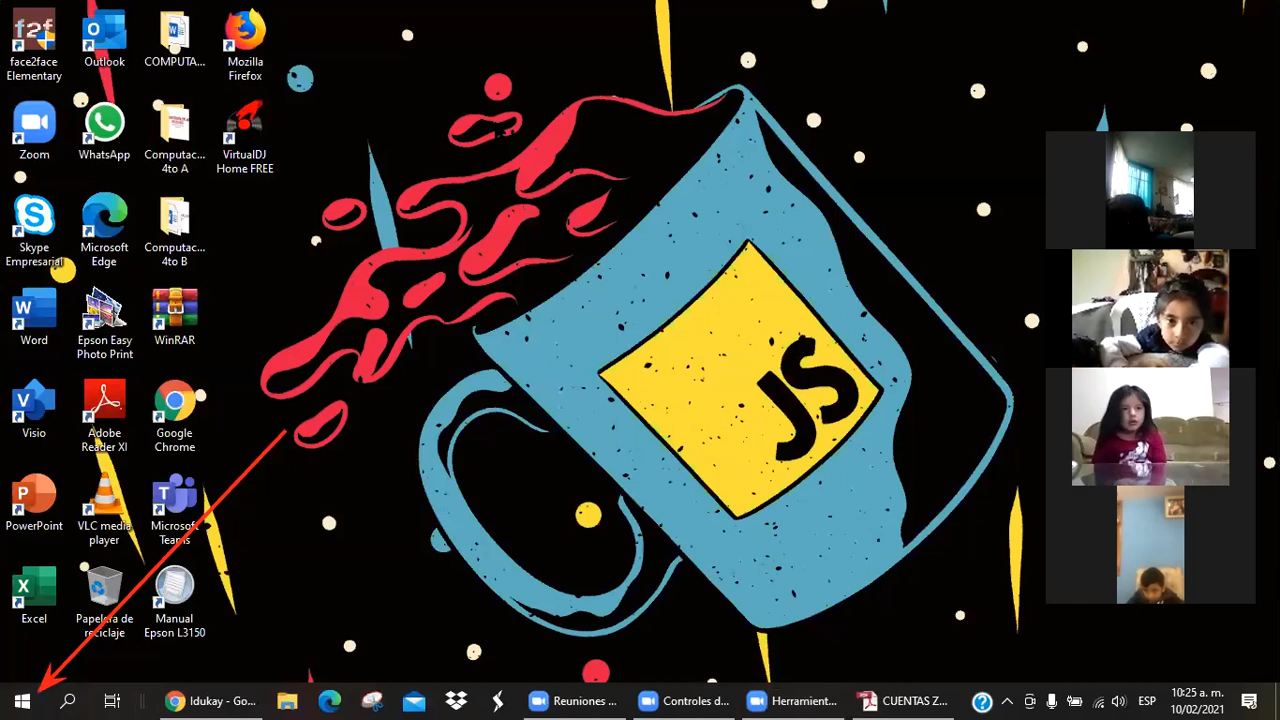 f2f
face2face
Elementary
Outlook
COMPUTA...
Mozilla
Firefox
Zoom
WhatsApp
Computac...
4to A
VirtualDJ
Home FREE
Skype
Empresarial
Microsoft
Edge
Computac...
4to B
Word
Epson Easy
Photo Print
WinRAR
Visio
Adobe
Reader XI
Google
Chrome
PowerPoint
VLC media
player
Microsoft
Teams
Excel
Papelera de
reciclaje
Manual
Epson L3150
JS
Idukay - Go...
Reuniones ...
Controles d...
Herramient...
CUENTAS Z...
ESP
10:25 a. m.
10/02/2021